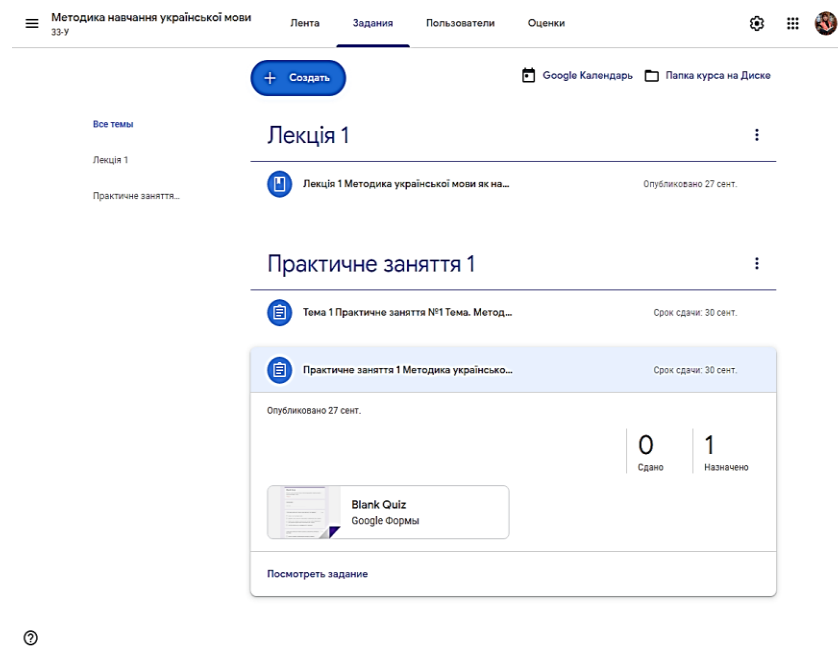 Методика навчання української мови
33-У
Лента
Задания
Пользователи
Оценки
Создать
Google Календарь
Папка курса на Диске
Все темы
Лекція 1
Практичне заняття...
Лекція 1
Лекція 1 Методика української мови як на...
Опубликовано 27 сент.
Практичне заняття 1
Тема 1 Практичне заняття №1 Тема. Метод...
Срок сдачи: 30 сент.
Практичне заняття 1 Методика українсько...
Срок сдачи: 30 сент.
Опубликовано 27 сент.
0
Сдано
1
Назначено
Blank Quiz
Google Формы
Посмотреть задание